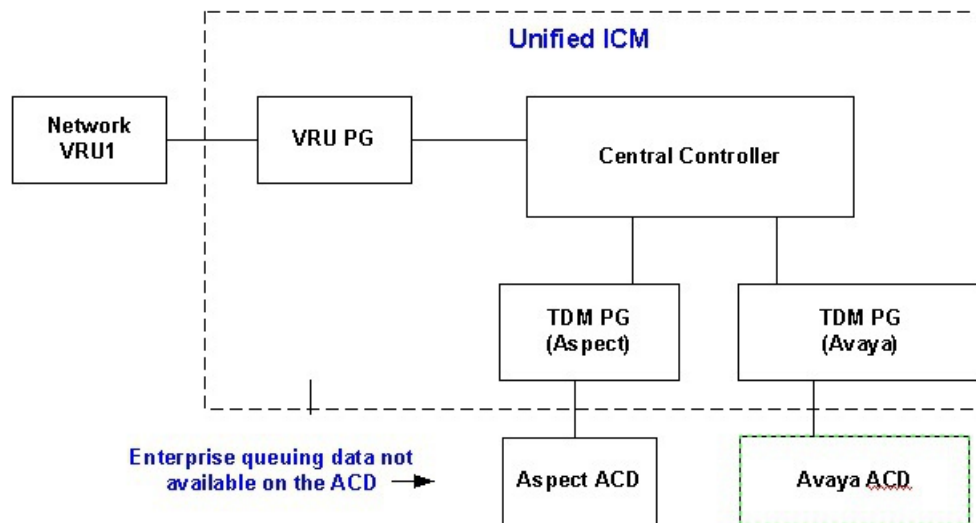 Unified ICM
Network
VRU1
VRU PG
Central Controller
TDM PG
(Aspect)
TDM PG
(Avaya)
Enterprise queuing data not
available on the ACD
Aspect ACD
Avaya ACD